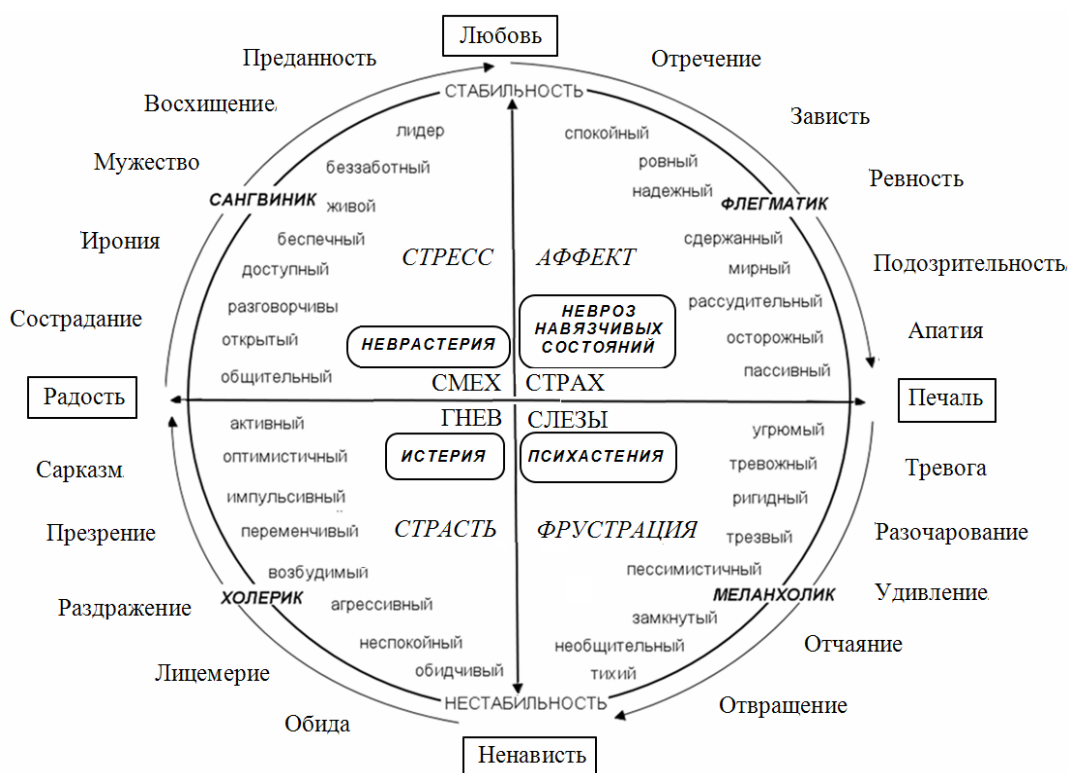 Любовь
Преданность
Отречение
СТАБИЛЬНОСТЬ
Восхищение
Зависть
лидер
спокойный
Мужество
беззаботный
ровный
Ревность
САНГВИНИК
живой
надежный
ФЛЕГМАТИК
Ирония
беспечный
сдержанный
СТРЕСС
АФФЕКТ
доступный
мирный
Подозрительность
разговорчивы
рассудительный
НЕВРОЗ
НАВЯЗЧИВЫХ
СОСТОЯНИЙ
Сострадание
открытый
НЕВРАСТЕРИЯ
осторожный
Апатия
общительный
СМЕХ
СТРАХ
пассивный
Радость
Печаль
активный
ГНЕВ
СЛЕЗЫ
угрюмый
Сарказм
оптимистичный
ИСТЕРИЯ
ПСИХАСТЕНИЯ
тревожный
Тревога
импульсивный
ригидный
Презрение
переменчивый
СТРАСТЬ
ФРУСТРАЦИЯ
трезвый
Разочарование
возбудимый
пессимистичный
Раздражение
ХОЛЕРИК
агрессивный
МЕЛАНХОЛИК
Удивление
замкнутый
неспокойный
необщительный
Отчаяние
Лицемерие
обидчивый
тихий
НЕСТАБИЛЬНОСТЬ
Отвращение
Обида
Ненависть